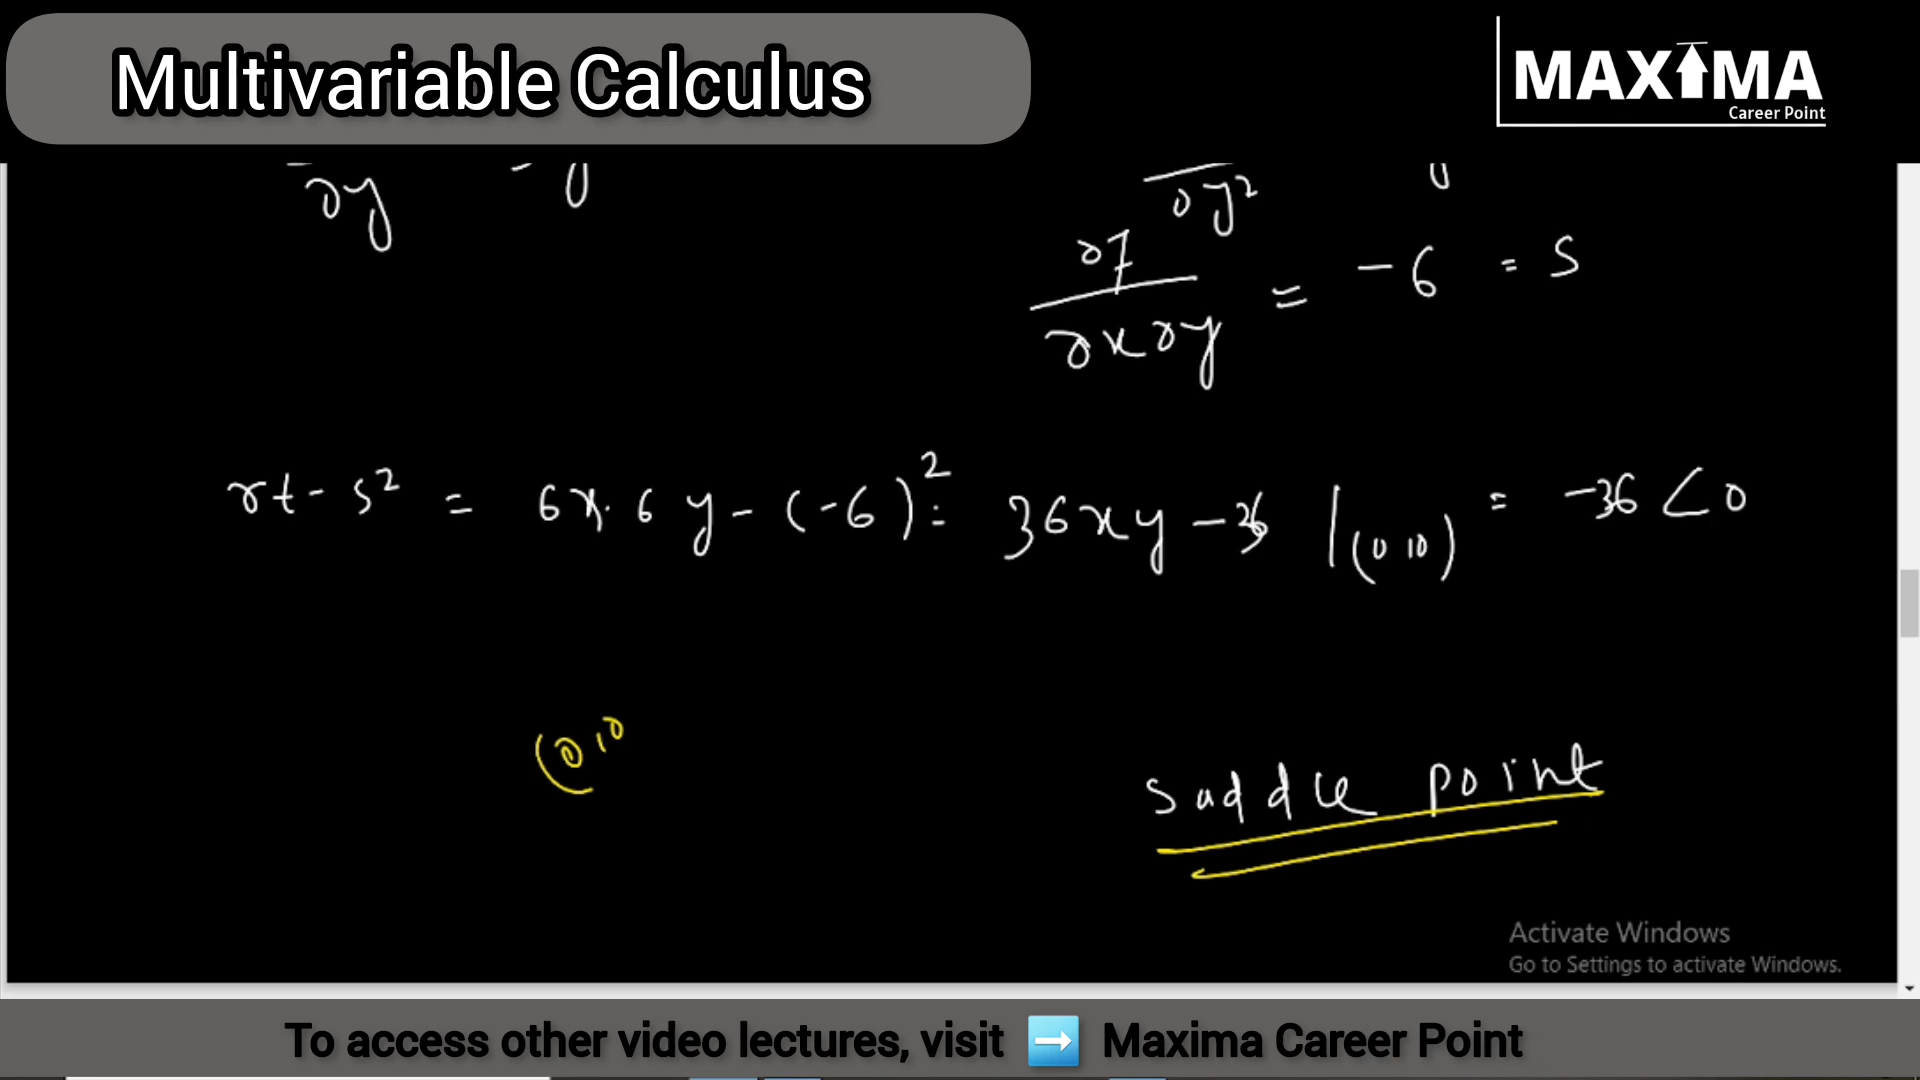 Multivariable Calculus
MAXIMA
Career Point
∂y
∂y²
∂f
∂x∂y = -6 = s
rt - s² = 6x·6y - (-6)² = 36xy - 36 |(0,0) = -36 < 0
(0,0
Saddle point
Activate Windows
Go to Settings to activate Windows.
To access other video lectures, visit ➡ Maxima Career Point